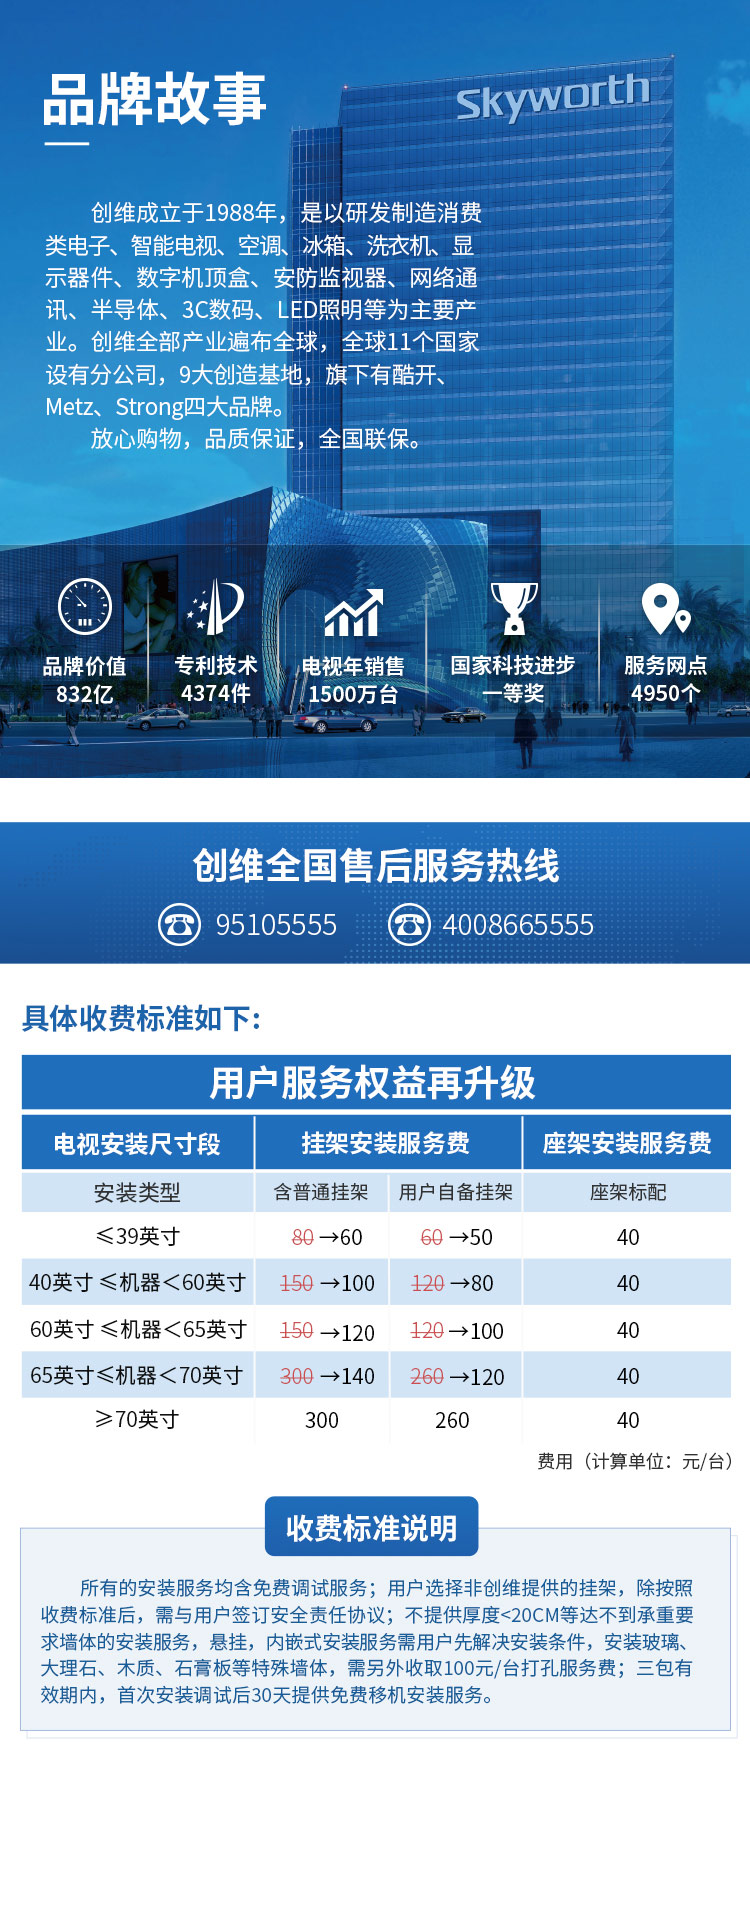 品牌故事
Skyworth
创维成立于1988年，是以研发制造消费
类电子、智能电视、空调、冰箱、洗衣机、显
示器件、数字机顶盒、安防监视器、网络通
讯、半导体、3C数码、LED照明等为主要产
业。创维全部产业遍布全球，全球11个国家
设有分公司，9大创造基地，旗下有酷开、
Metz、Strong四大品牌。
放心购物，品质保证，全国联保。
品牌价值 专利技术 电视年销售 国家科技进步 服务网点
832亿 4374件 1500万台 一等奖 4950个
创维全国售后服务热线
95105555 4008665555
具体收费标准如下:
用户服务权益再升级
电视安装尺寸段 挂架安装服务费 座架安装服务费
安装类型 含普通挂架 用户自备挂架 座架标配
≤39英寸 80→60 60→50 40
40英寸≤机器＜60英寸 150→100 120→80 40
60英寸≤机器＜65英寸 150→120 120→100 40
65英寸≤机器＜70英寸 300→140 260→120 40
≥70英寸 300 260 40
费用（计算单位：元/台）
收费标准说明
所有的安装服务均含免费调试服务；用户选择非创维提供的挂架，除按照
收费标准后，需与用户签订安全责任协议；不提供厚度<20CM等达不到承重要
求墙体的安装服务，悬挂，内嵌式安装服务需用户先解决安装条件，安装玻璃、
大理石、木质、石膏板等特殊墙体，需另外收取100元/台打孔服务费；三包有
效期内，首次安装调试后30天提供免费移机安装服务。